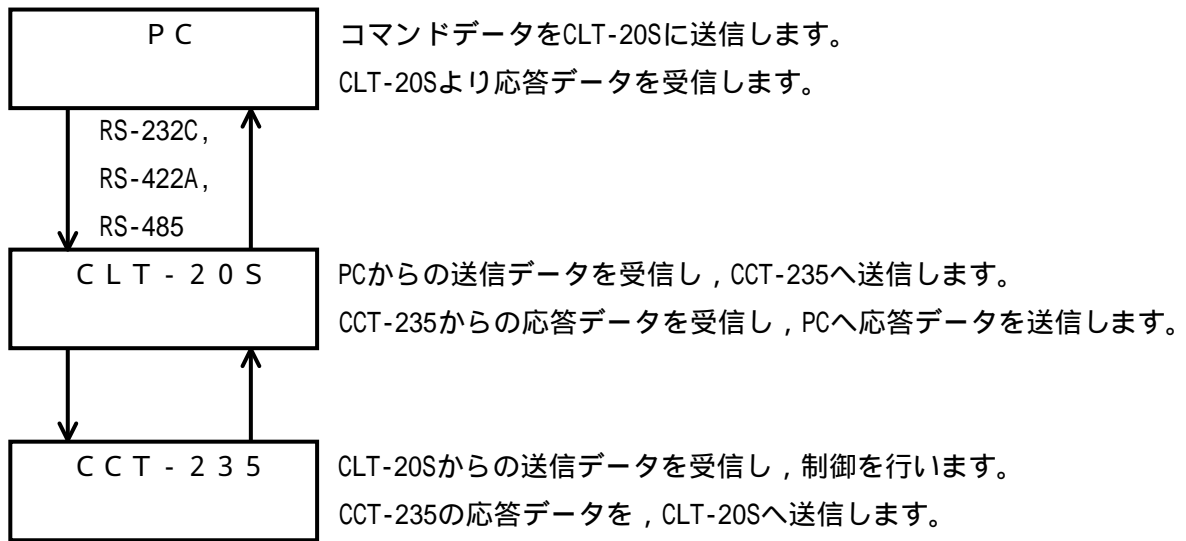 ＰＣ
コマンドデータをCLT-20Sに送信します。
CLT-20Sより応答データを受信します。
RS-232C,
RS-422A,
RS-485
ＣＬＴ-２０Ｓ
PCからの送信データを受信し,CCT-235へ送信します。
CCT-235からの応答データを受信し,PCへ応答データを送信します。
ＣＣＴ-２３５
CLT-20Sからの送信データを受信し,制御を行います。
CCT-235の応答データを,CLT-20Sへ送信します。